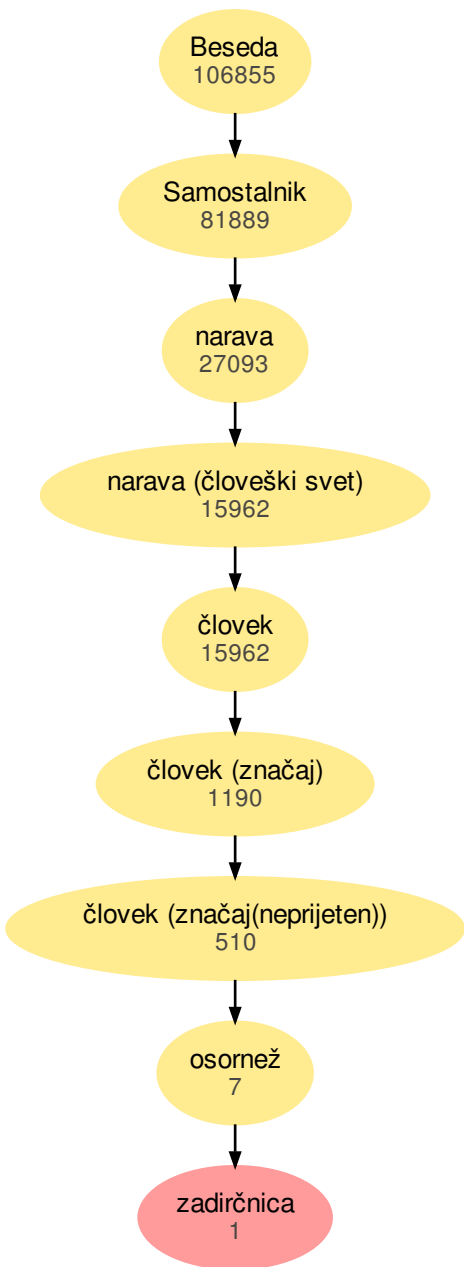 Beseda
106855
Samostalnik
81889
narava
27093
narava (človeški svet)
15962
človek
15962
človek (značaj)
1190
človek (značaj(neprijeten))
510
osornež
7
zadirčnica
1